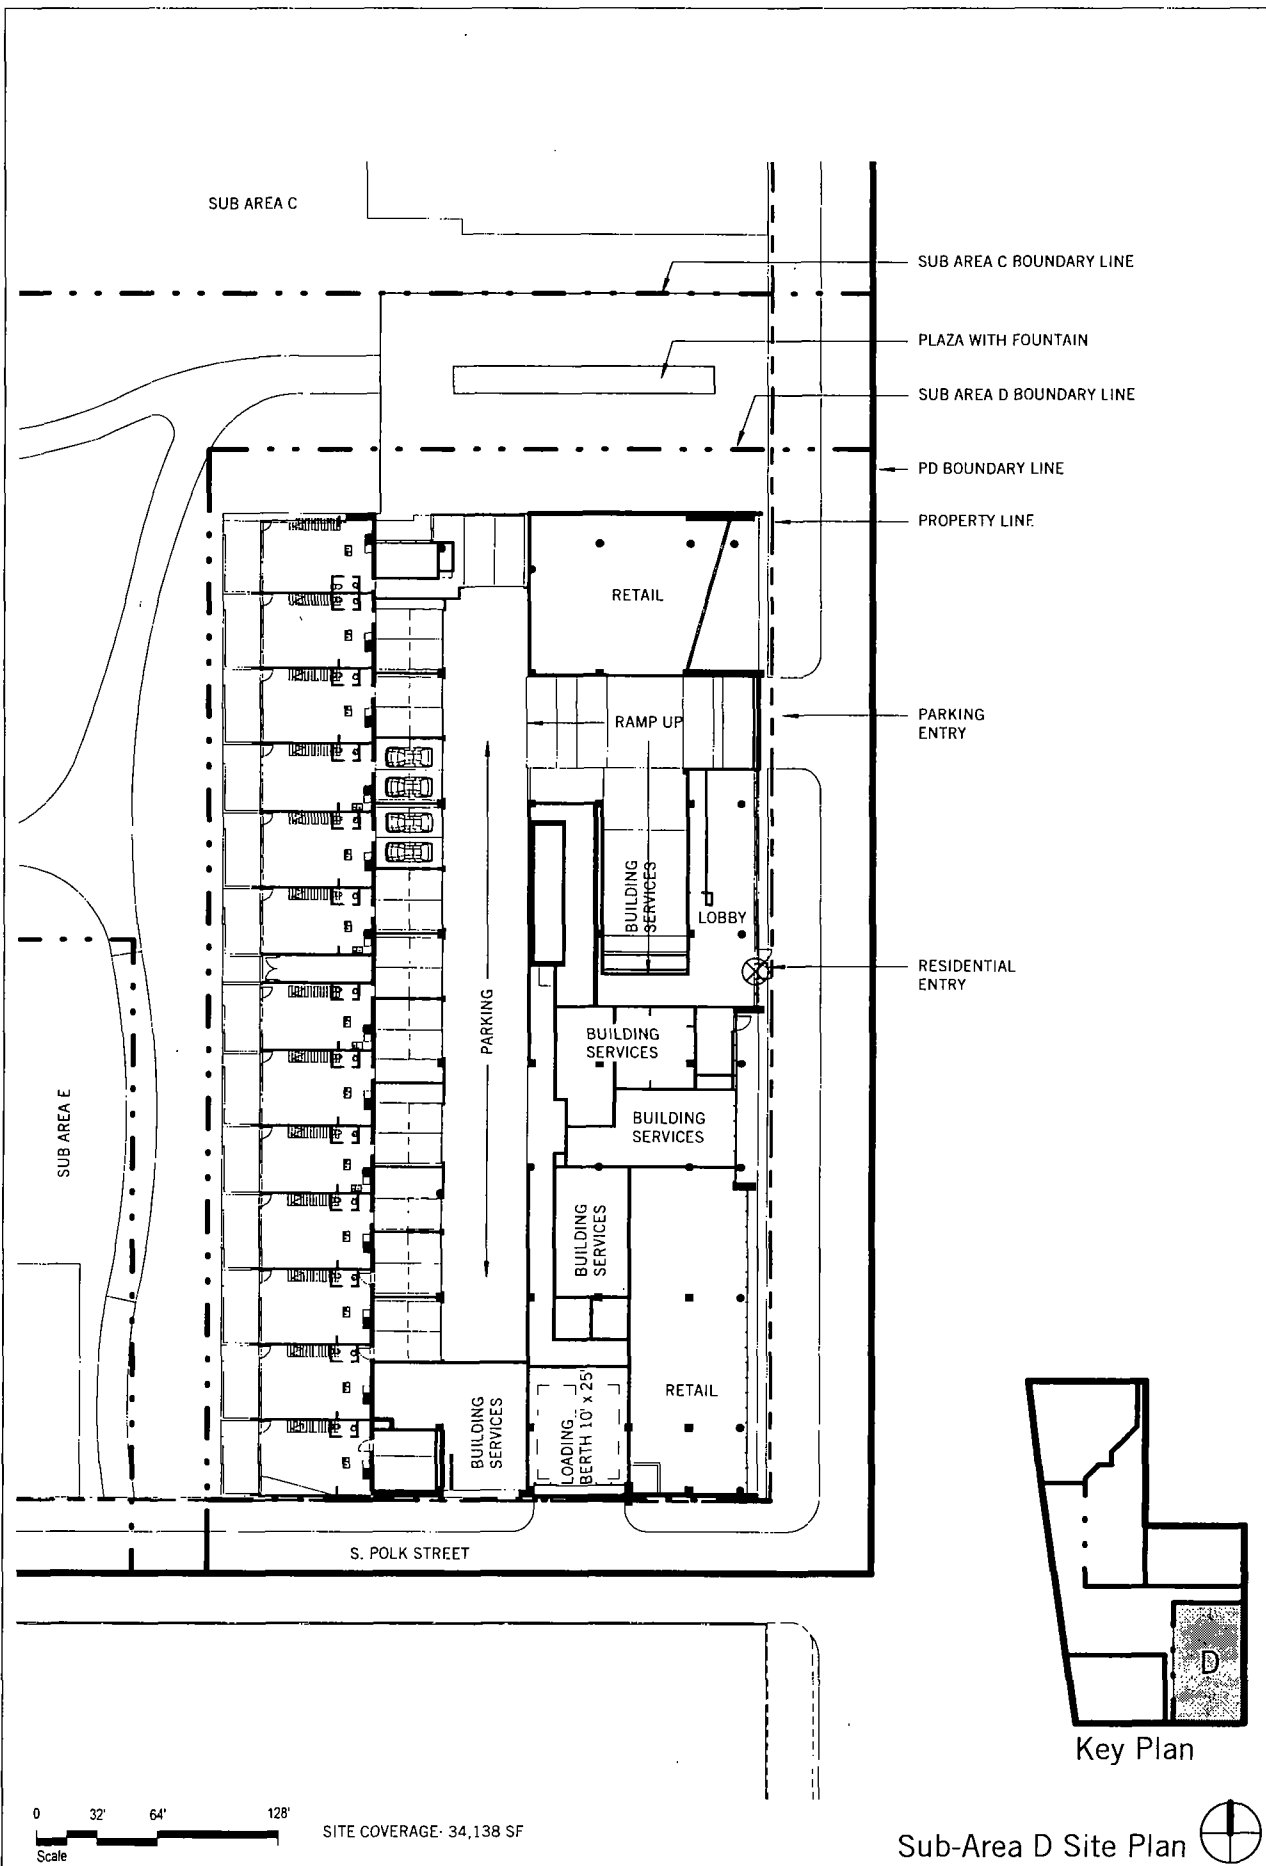 SUB AREA C
SUB AREA C BOUNDARY LINE
PLAZA WITH FOUNTAIN
SUB AREA D BOUNDARY LINE
PD BOUNDARY LINE
PROPERTY LINE
RETAIL
RAMP UP
PARKING
ENTRY
BUILDING
SERVICES
LOBBY
RESIDENTIAL
ENTRY
PARKING
BUILDING
SERVICES
BUILDING
SERVICES
SUB AREA E
BUILDING
SERVICES
RETAIL
BUILDING
SERVICES
LOADING
BERTH 10' x 25'
S. POLK STREET
D
Key Plan
0 32' 64' 128'
Scale
SITE COVERAGE: 34,138 SF
Sub-Area D Site Plan